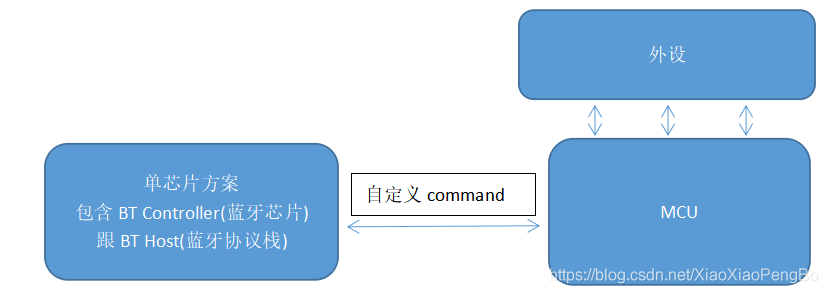 外设
单芯片方案
包含 BT Controller(蓝牙芯片)
跟 BT Host(蓝牙协议栈)
自定义 command
MCU
https://blog.csdn.net/XiaoXiaoPengBo